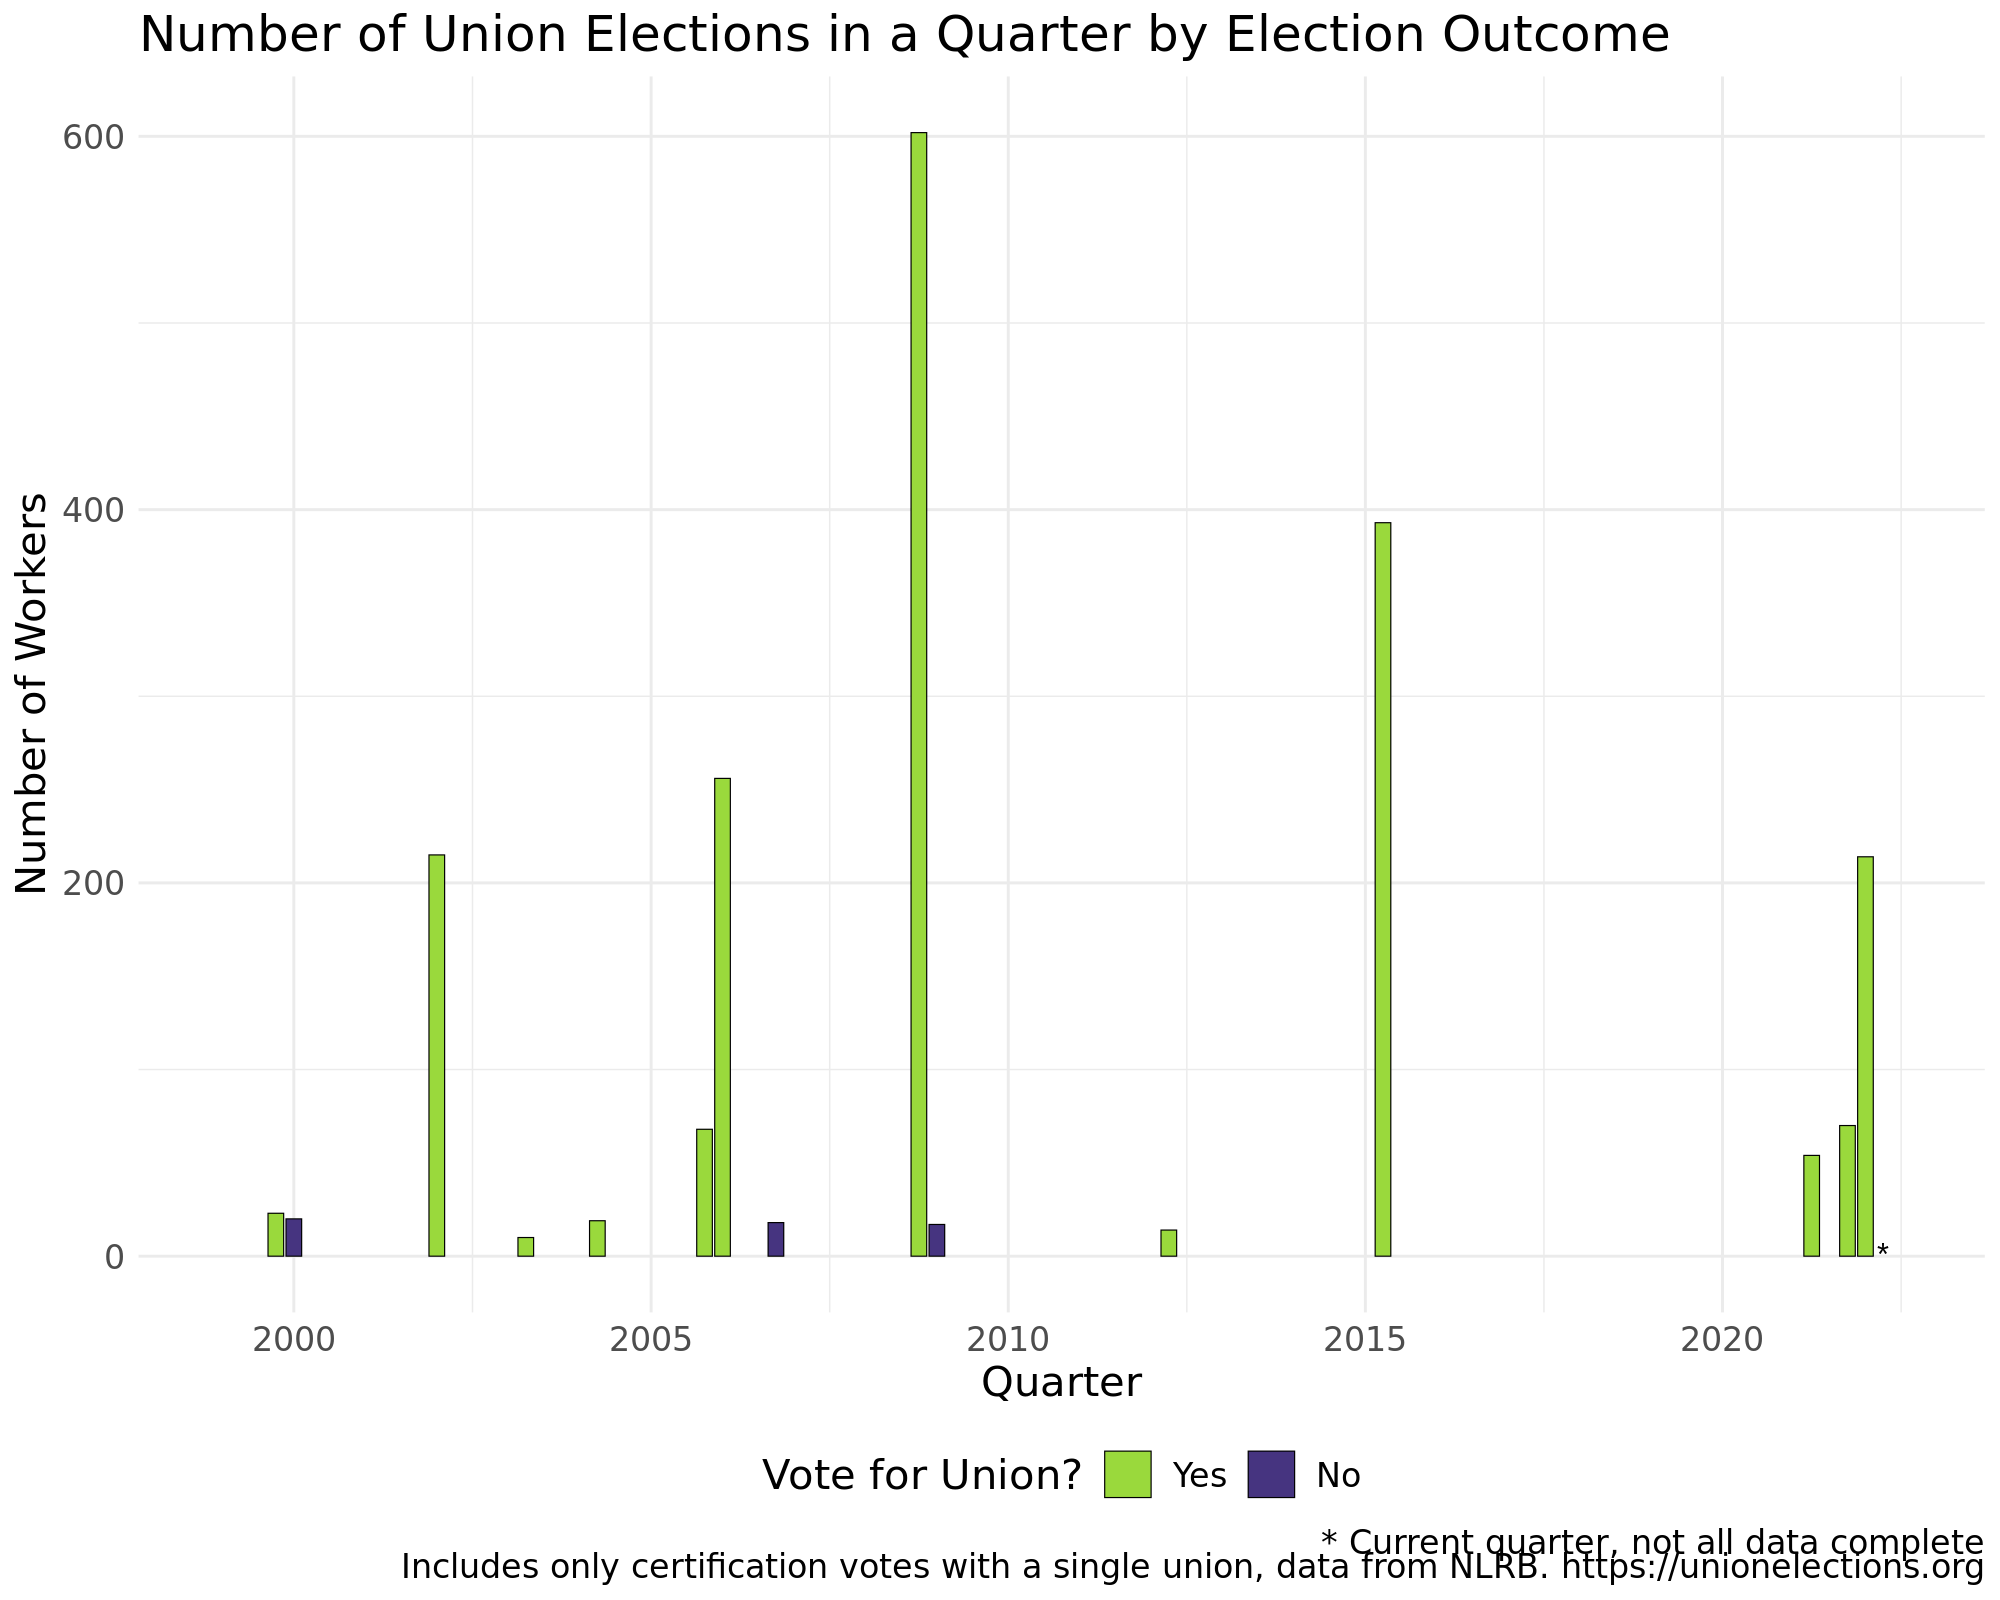 Number of Union Elections in a Quarter by Election Outcome
600
400
200
0
Number of Workers
*
2000 2005 2010 2015 2020
Quarter
Vote for Union? Yes No
* Current quarter, not all data complete
Includes only certification votes with a single union, data from NLRB. https://unionelections.org